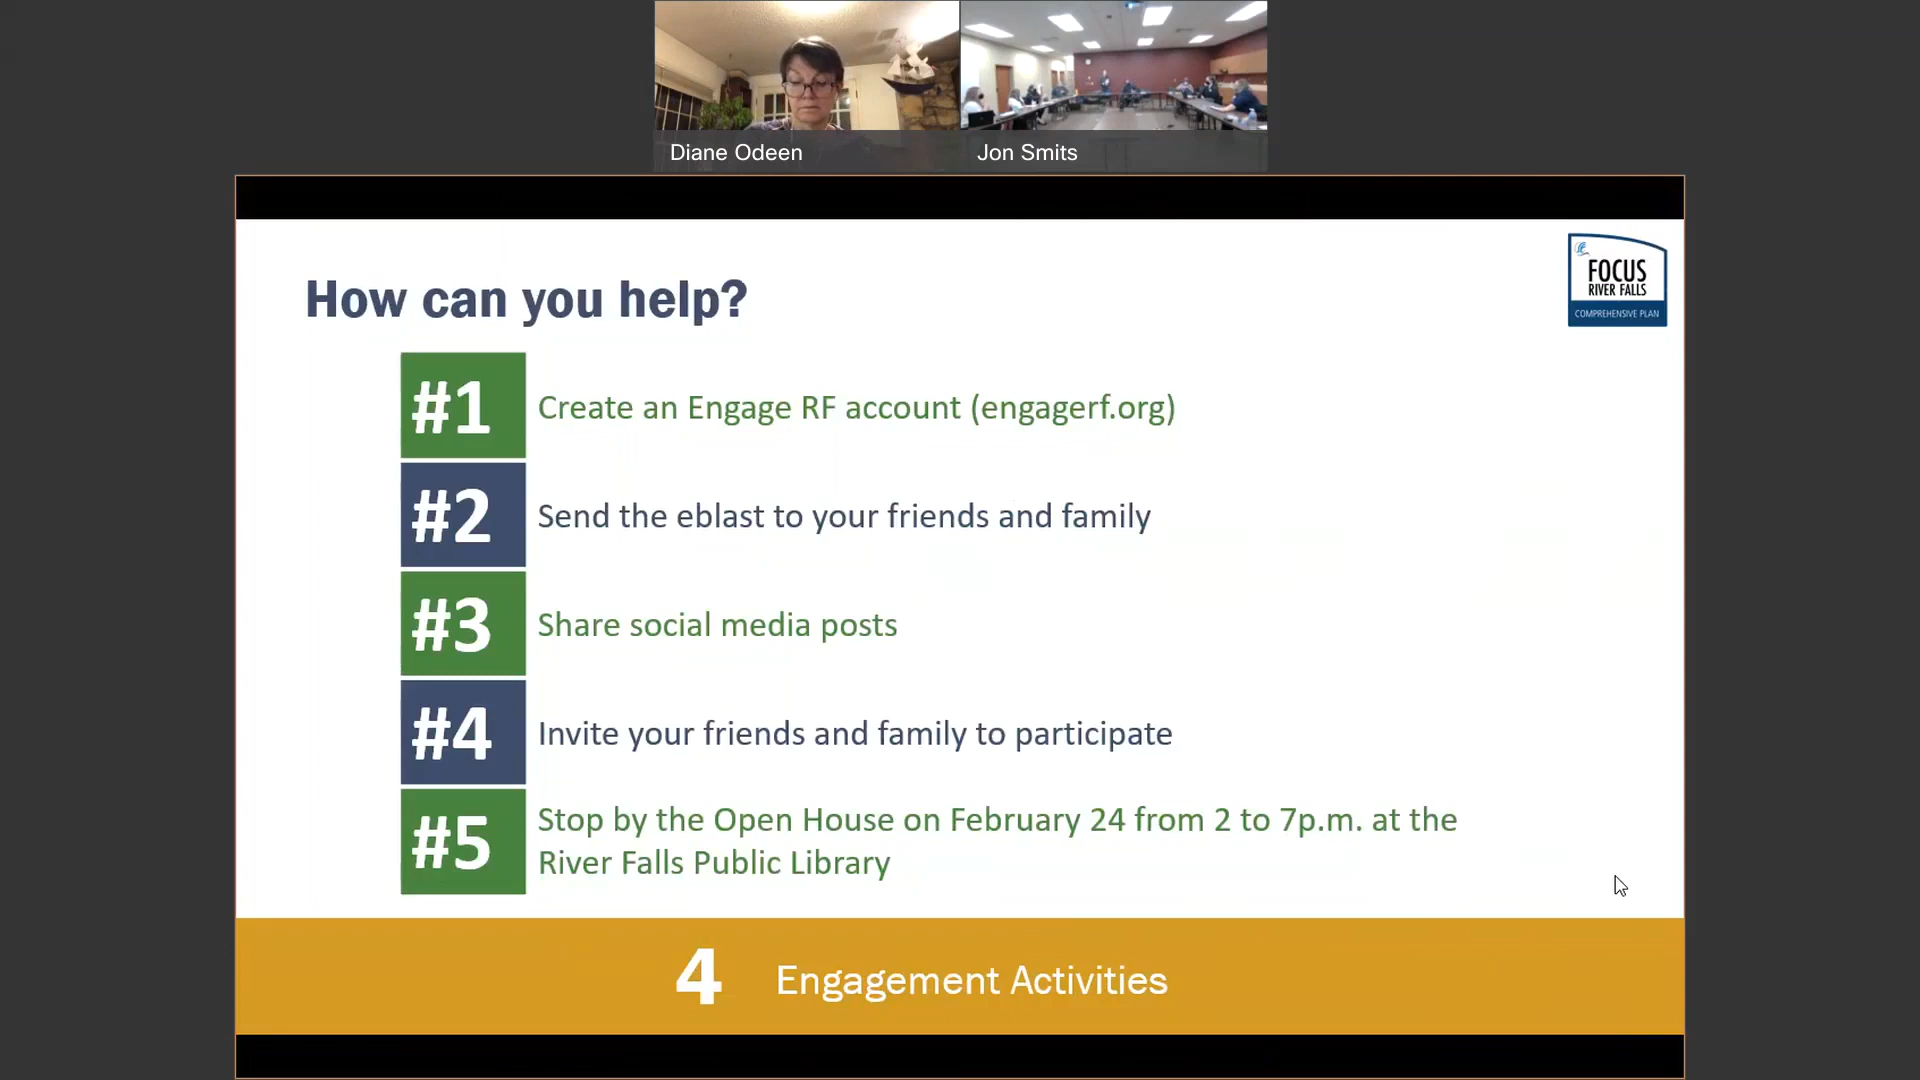 Diane Odeen
Jon Smits
FOCUS
RIVER FALLS
COMPREHENSIVE PLAN
How can you help?
#1 Create an Engage RF account (engagerf.org)
#2 Send the eblast to your friends and family
#3 Share social media posts
#4 Invite your friends and family to participate
#5 Stop by the Open House on February 24 from 2 to 7p.m. at the
River Falls Public Library
4 Engagement Activities